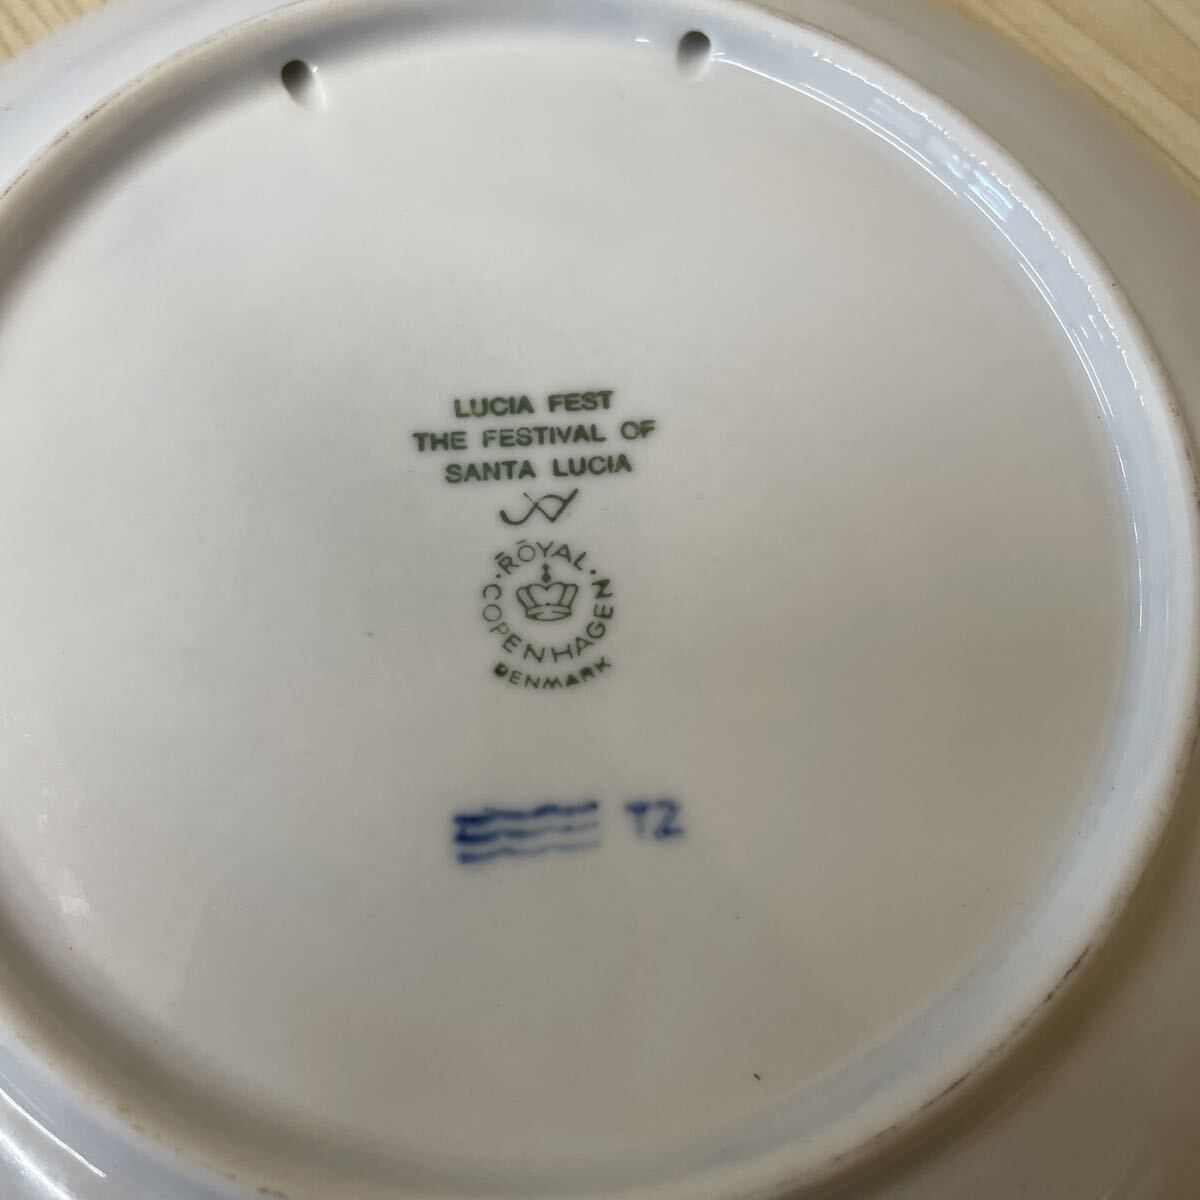 LUCIA FEST
THE FESTIVAL OF
SANTA LUCIA
ROYAL
COPENHAGEN
DENMARK
TZ